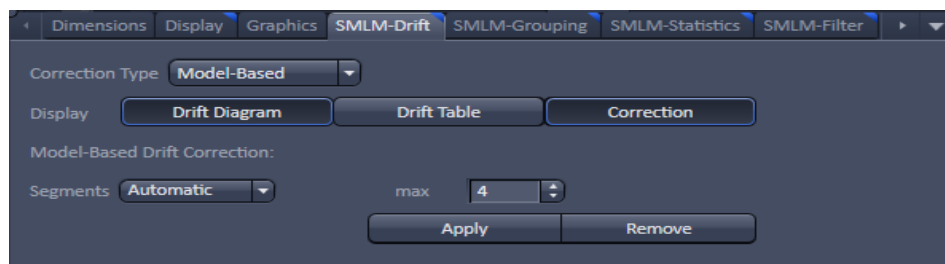 Dimensions Display Graphics SMLM-Drift SMLM-Grouping SMLM-Statistics SMLM-Filter
Correction Type Model-Based
Display Drift Diagram Drift Table Correction
Model-Based Drift Correction:
Segments Automatic max 4
Apply Remove